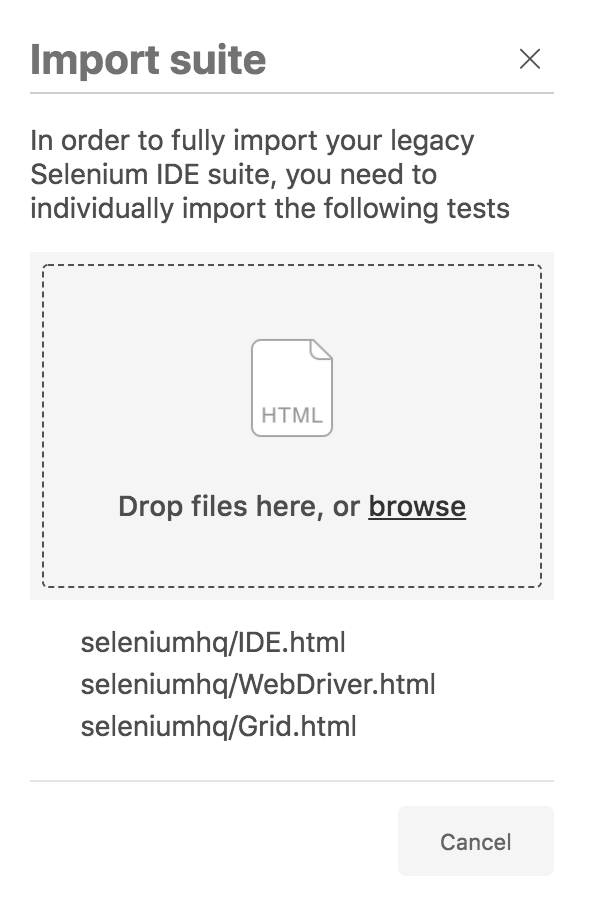 Import suite
In order to fully import your legacy
Selenium IDE suite, you need to
individually import the following tests
HTML
Drop files here, or browse
seleniumhq/IDE.html
seleniumhq/WebDriver.html
seleniumhq/Grid.html
Cancel